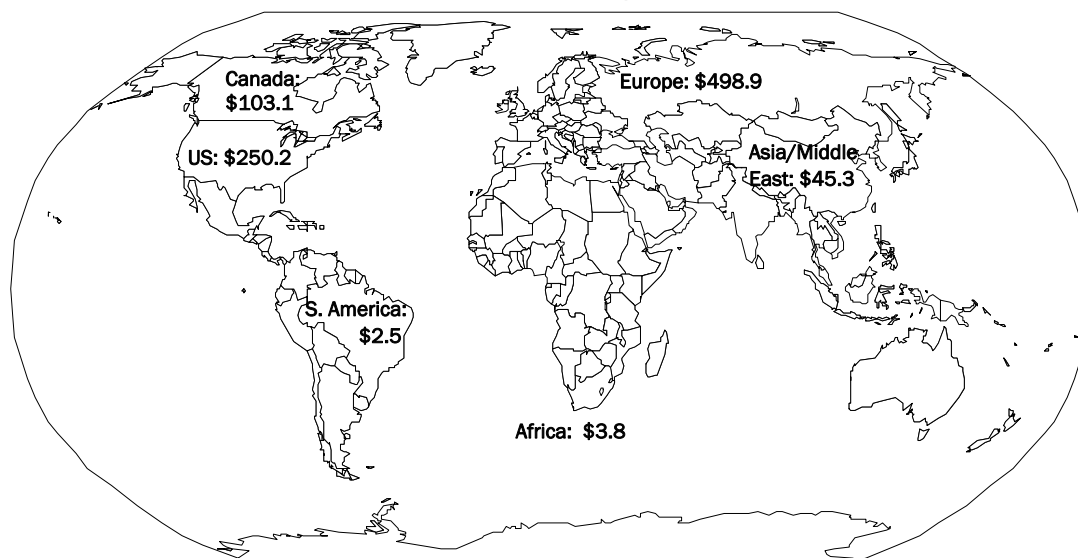 Canada:
$103.1
Europe: $498.9
US: $250.2
Asia/Middle
East: $45.3
S. America:
$2.5
Africa: $3.8